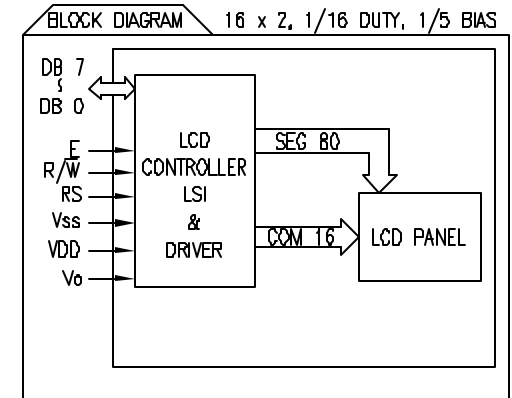 BLOCK DIAGRAM 16 x 2, 1/16 DUTY, 1/5 BIAS
DB 7
DB 0
E
R/W
RS
Vss
VDD
Vo
LCD
CONTROLLER
LSI
&
DRIVER
SEG 80
COM 16
LCD PANEL